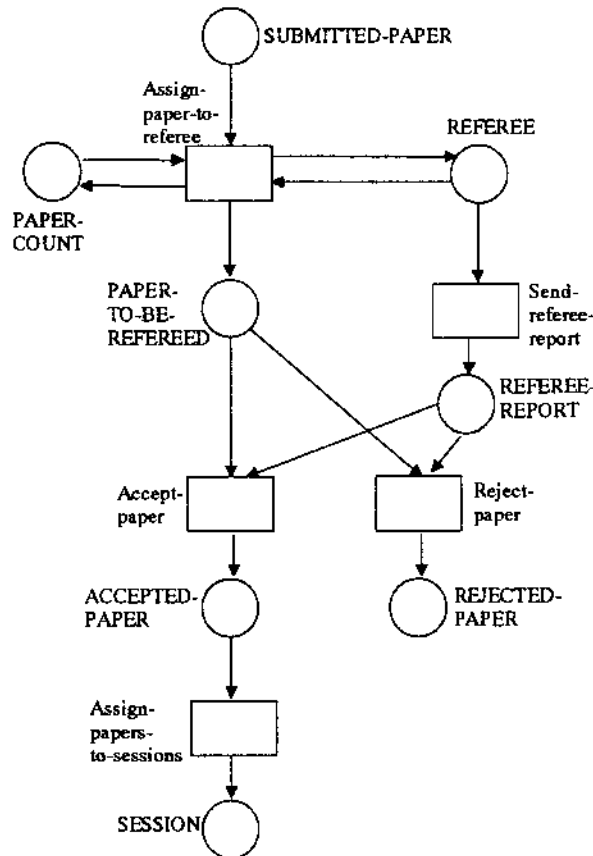 SUBMITTED-PAPER
Assign-
paper-to-
referee
REFEREE
PAPER-
COUNT
PAPER-
TO-BE-
REFEREED
Send-
referee-
report
REFEREE-
REPORT
Accept-
paper
Reject-
paper
ACCEPTED-
PAPER
REJECTED-
PAPER
Assign-
papers-
to-sessions
SESSION